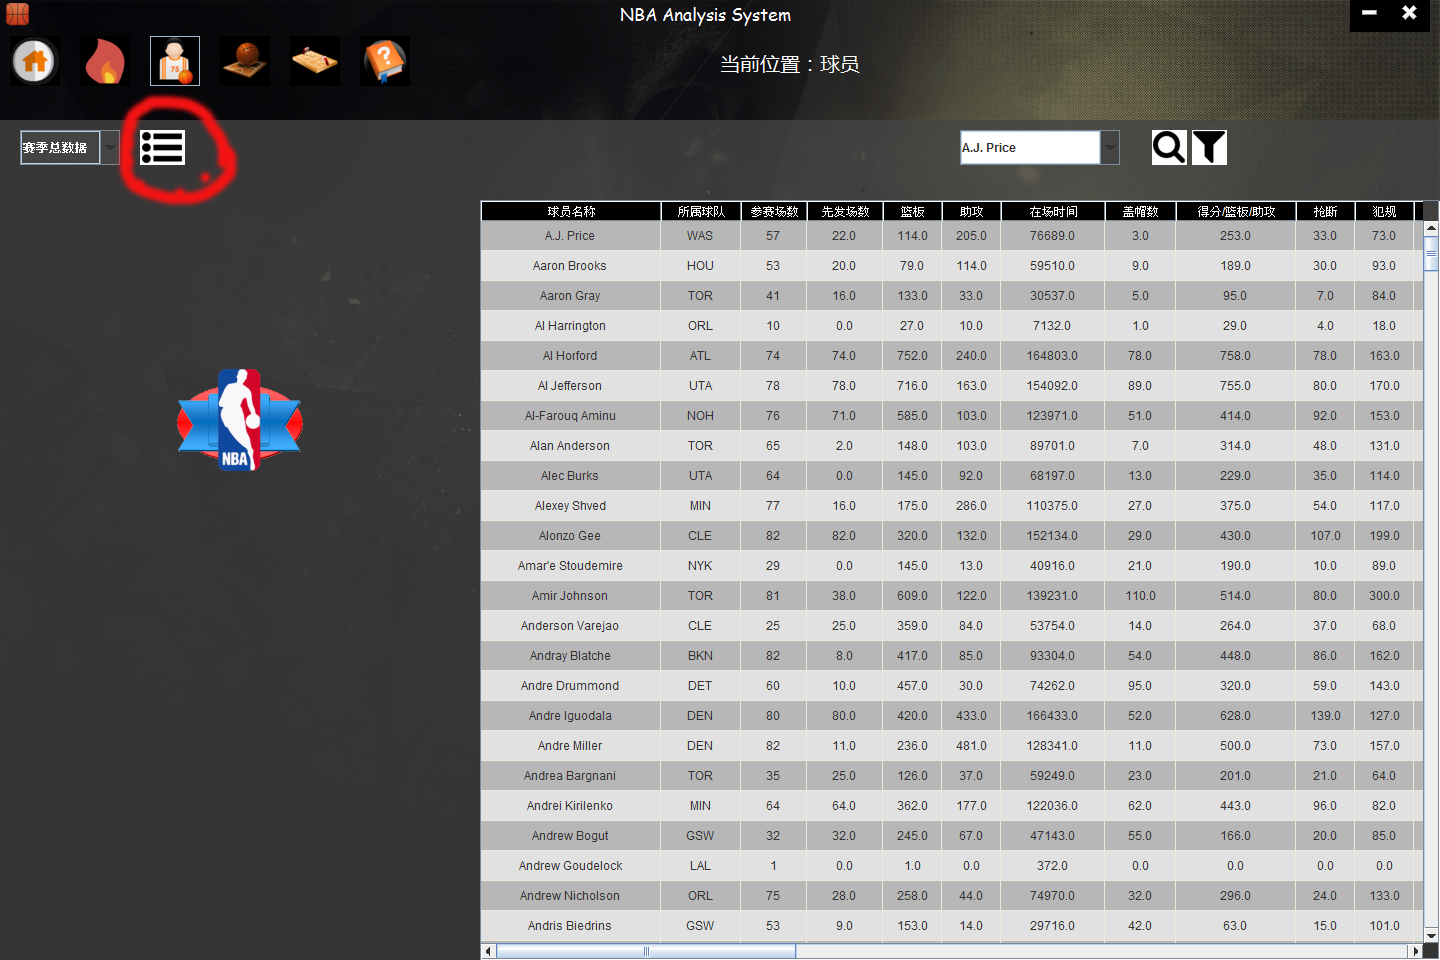 NBA Analysis System
当前位置：球员
75
赛季总数据
A.J. Price
NBA
球员名称 所属球队 参赛场数 先发场数 篮板 助攻 在场时间 盖帽数 得分/篮板/助攻 抢断 犯规
A.J. Price WAS 57 22.0 114.0 205.0 76689.0 3.0 253.0 33.0 73.0
Aaron Brooks HOU 53 20.0 79.0 114.0 59510.0 9.0 189.0 30.0 93.0
Aaron Gray TOR 41 16.0 133.0 33.0 30537.0 5.0 95.0 7.0 84.0
Al Harrington ORL 10 0.0 27.0 10.0 7132.0 1.0 29.0 4.0 18.0
Al Horford ATL 74 74.0 752.0 240.0 164803.0 78.0 758.0 78.0 163.0
Al Jefferson UTA 78 78.0 716.0 163.0 154092.0 89.0 755.0 80.0 170.0
Al-Farouq Aminu NOH 76 71.0 585.0 103.0 123971.0 51.0 414.0 92.0 153.0
Alan Anderson TOR 65 2.0 148.0 103.0 89701.0 7.0 314.0 48.0 131.0
Alec Burks UTA 64 0.0 145.0 92.0 68197.0 13.0 229.0 35.0 114.0
Alexey Shved MIN 77 16.0 175.0 286.0 110375.0 27.0 375.0 54.0 117.0
Alonzo Gee CLE 82 82.0 320.0 132.0 152134.0 29.0 430.0 107.0 199.0
Amar'e Stoudemire NYK 29 0.0 145.0 13.0 40916.0 21.0 190.0 10.0 89.0
Amir Johnson TOR 81 38.0 609.0 122.0 139231.0 110.0 514.0 80.0 300.0
Anderson Varejao CLE 25 25.0 359.0 84.0 53754.0 14.0 264.0 37.0 68.0
Andray Blatche BKN 82 8.0 417.0 85.0 93304.0 54.0 448.0 86.0 162.0
Andre Drummond DET 60 10.0 457.0 30.0 74262.0 95.0 320.0 59.0 143.0
Andre Iguodala DEN 80 80.0 420.0 433.0 166433.0 52.0 628.0 139.0 127.0
Andre Miller DEN 82 11.0 236.0 481.0 128341.0 11.0 500.0 73.0 157.0
Andrea Bargnani TOR 35 25.0 126.0 37.0 59249.0 23.0 201.0 21.0 64.0
Andrei Kirilenko MIN 64 64.0 362.0 177.0 122036.0 62.0 443.0 96.0 82.0
Andrew Bogut GSW 32 32.0 245.0 67.0 47143.0 55.0 166.0 20.0 85.0
Andrew Goudelock LAL 1 0.0 1.0 0.0 372.0 0.0 0.0 0.0 0.0
Andrew Nicholson ORL 75 28.0 258.0 44.0 74970.0 32.0 296.0 24.0 133.0
Andris Biedrins GSW 53 9.0 153.0 14.0 29716.0 42.0 63.0 15.0 101.0